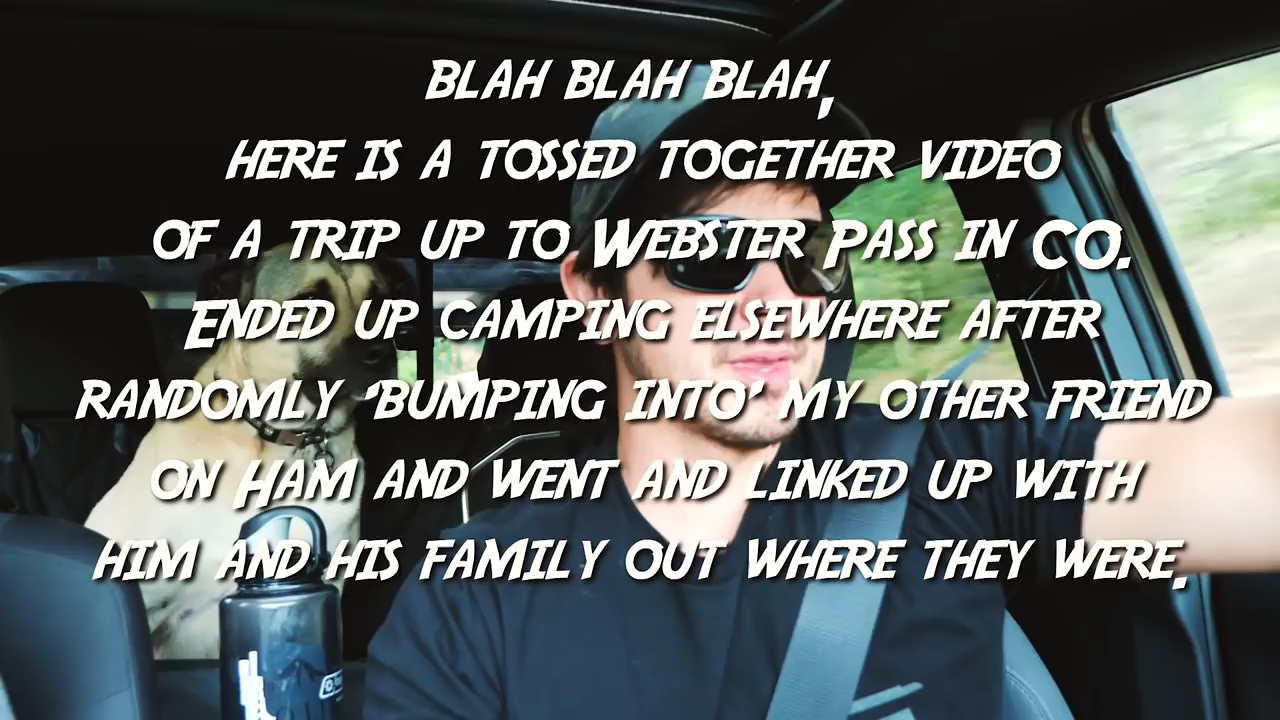 Blah blah blah,
here is a tossed together video
of a trip up to Webster Pass in CO.
Ended up camping elsewhere after
randomly ‘bumping into’ my other friend
on Ham and went and linked up with
him and his family out where they were.